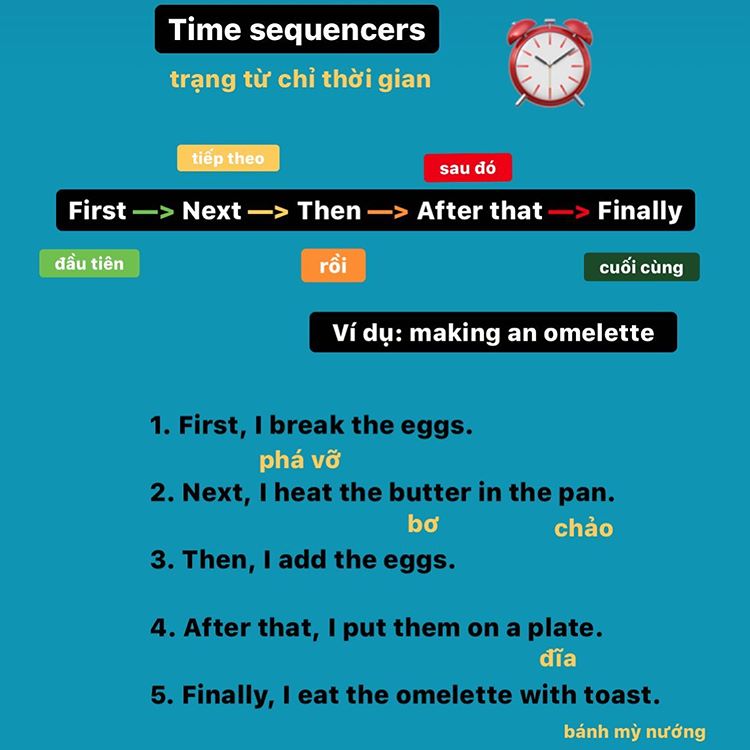 Time sequencers
trạng từ chỉ thời gian
tiếp theo
sau đó
First —> Next —> Then —> After that —> Finally
đầu tiên
rồi
cuối cùng
Ví dụ: making an omelette
1. First, I break the eggs.
phá vỡ
2. Next, I heat the butter in the pan.
bơ
chảo
3. Then, I add the eggs.
4. After that, I put them on a plate.
đĩa
5. Finally, I eat the omelette with toast.
bánh mỳ nướng